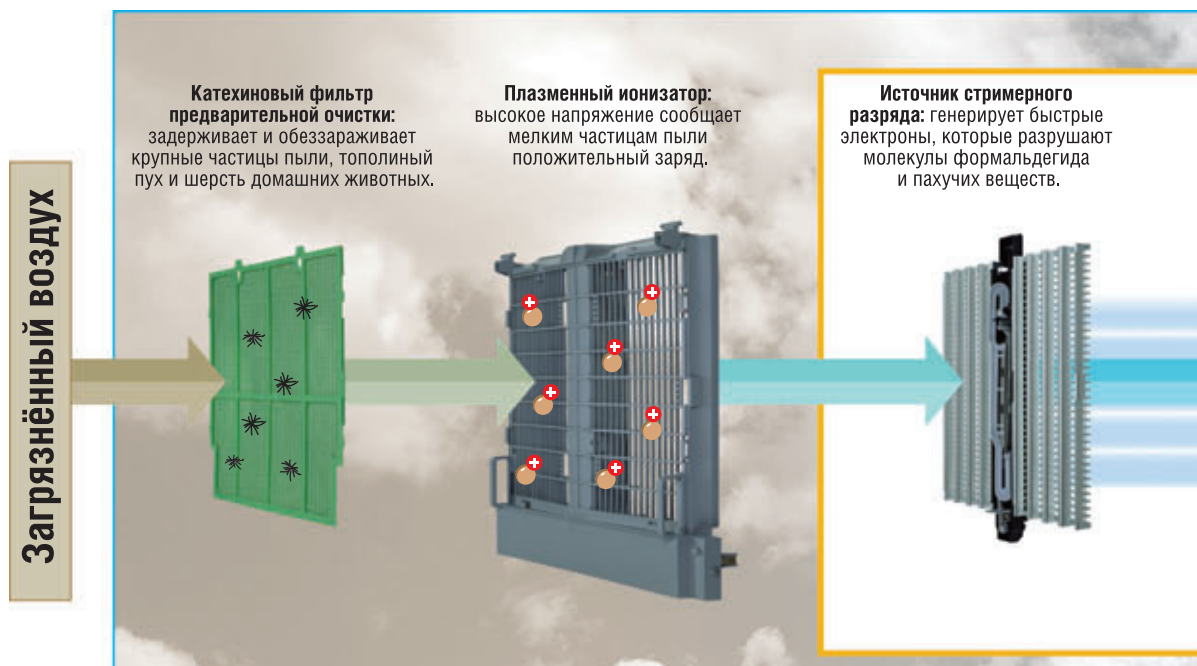 Загрязнённый воздух
Катехиновый фильтр
предварительной очистки:
задерживает и обеззараживает
крупные частицы пыли, тополиный
пух и шерсть домашних животных.
Плазменный ионизатор:
высокое напряжение сообщает
мелким частицам пыли
положительный заряд.
Источник стримерного
разряда: генерирует быстрые
электроны, которые разрушают
молекулы формальдегида
и пахучих веществ.